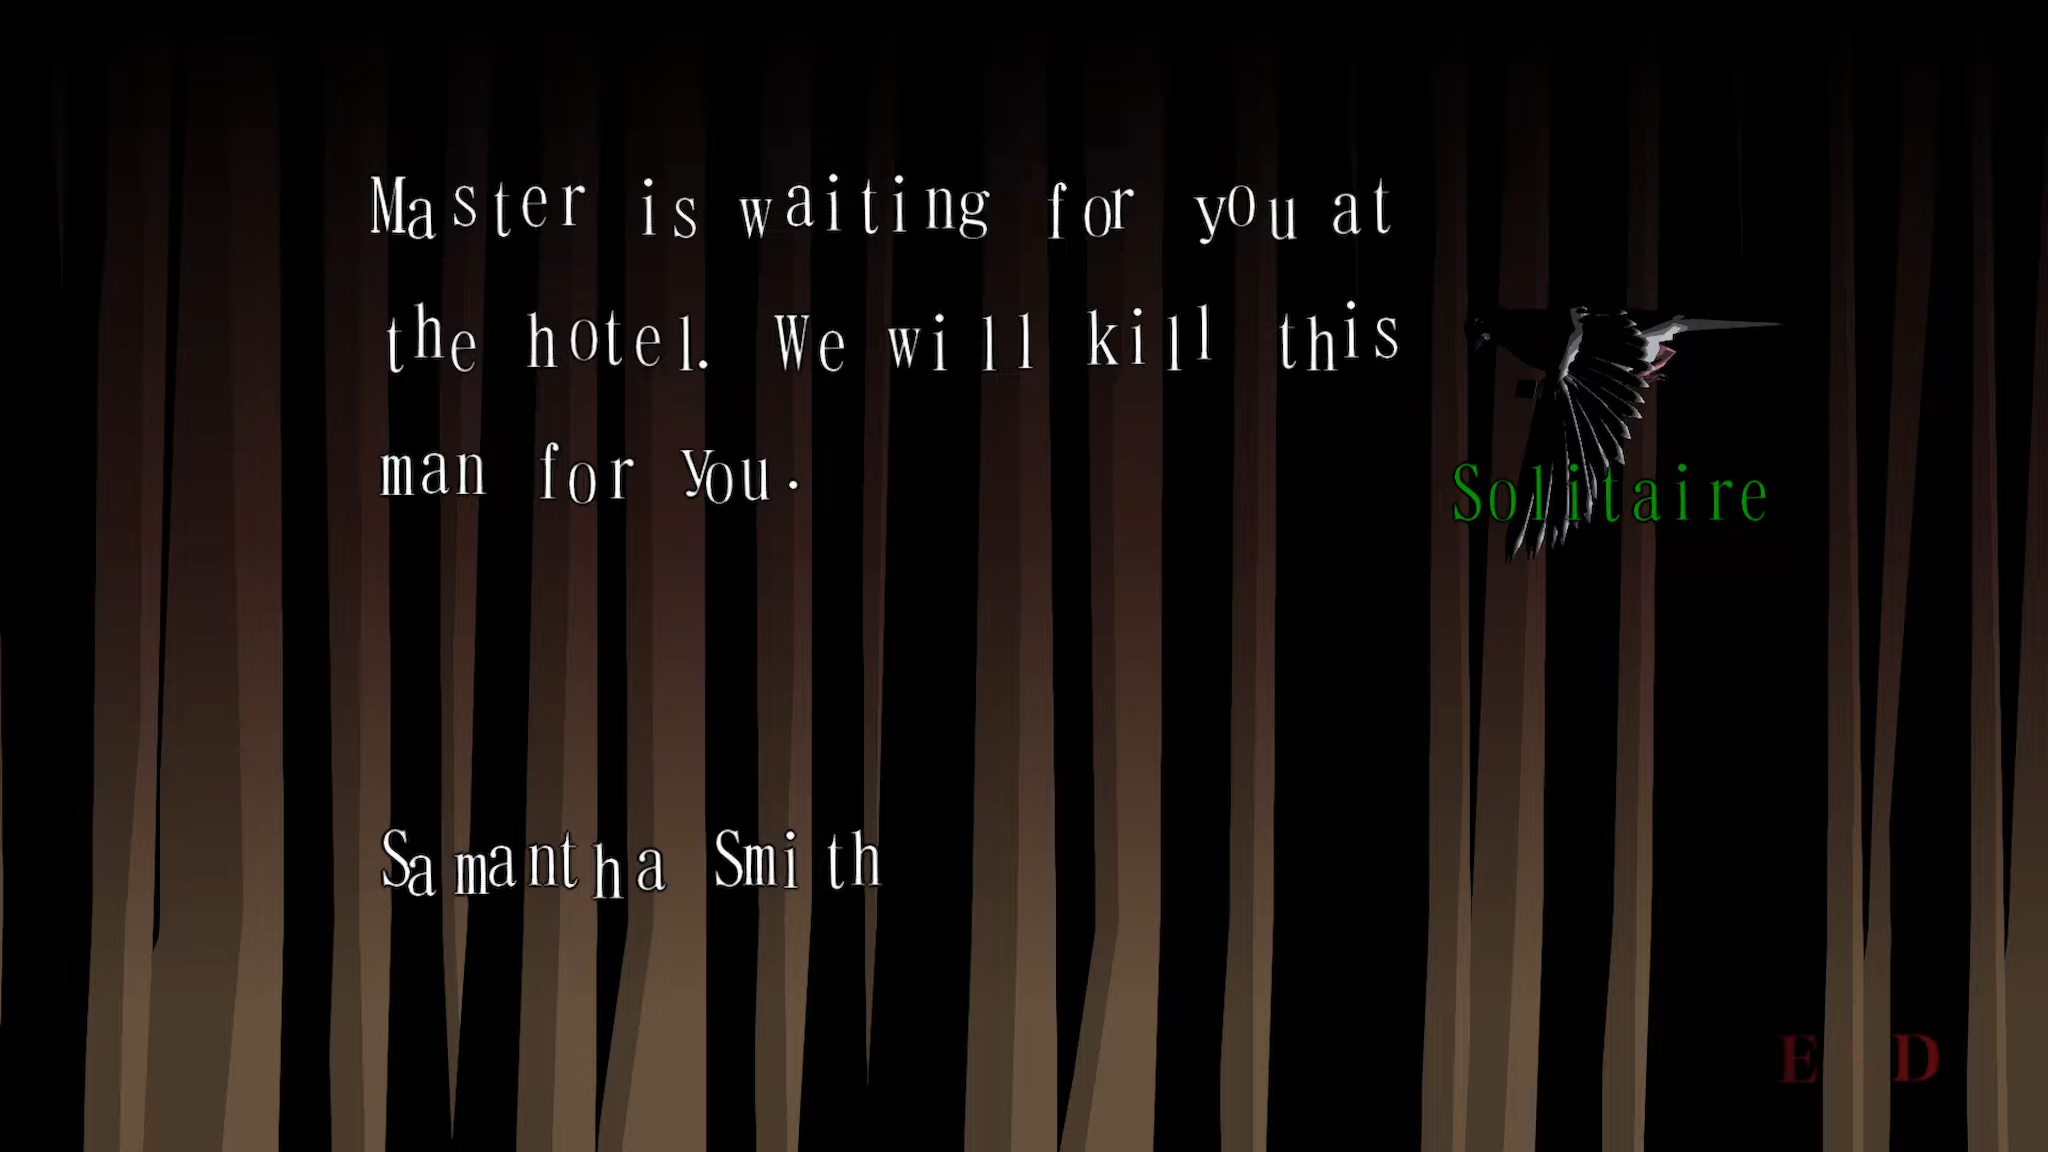 Master is waiting for you at
the hotel. We will kill this
man for you.
Solitaire
Samantha Smith
E D